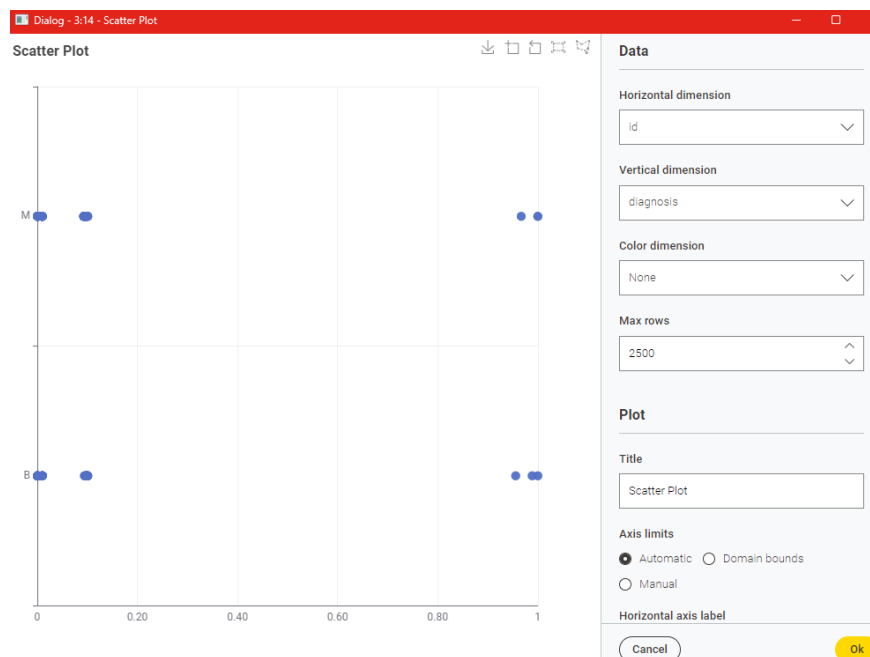 Dialog - 3:14 - Scatter Plot
Scatter Plot
M
B
0
0.20
0.40
0.60
0.80
1
Data
Horizontal dimension
id
Vertical dimension
diagnosis
Color dimension
None
Max rows
2500
Plot
Title
Scatter Plot
Axis limits
Automatic
Domain bounds
Manual
Horizontal axis label
Cancel
Ok